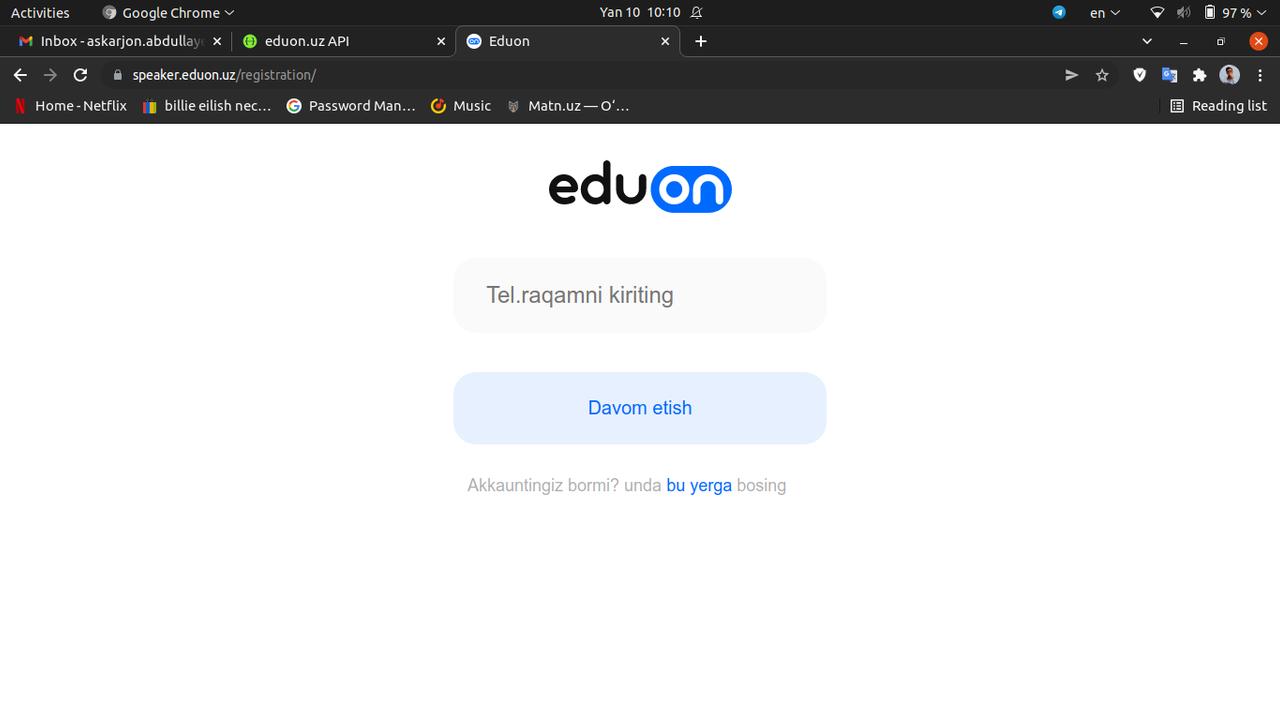 Activities Google Chrome Yan 10 10:10 en 97 %
Inbox - askarjon.abdullaye eduon.uz API Eduon
speaker.eduon.uz/registration/
Home - Netflix billie eilish nec... Password Man... Music Matn.uz — Oʻ... Reading list
eduon
Tel.raqamni kiriting
Davom etish
Akkauntingiz bormi? unda bu yerga bosing